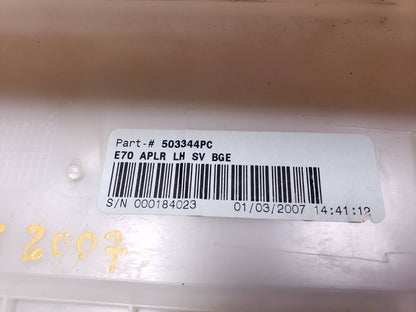 Part-# 503344PC
E70 APLR LH SV BGE
S/N 000184023 01/03/2007 14:41:12
2007